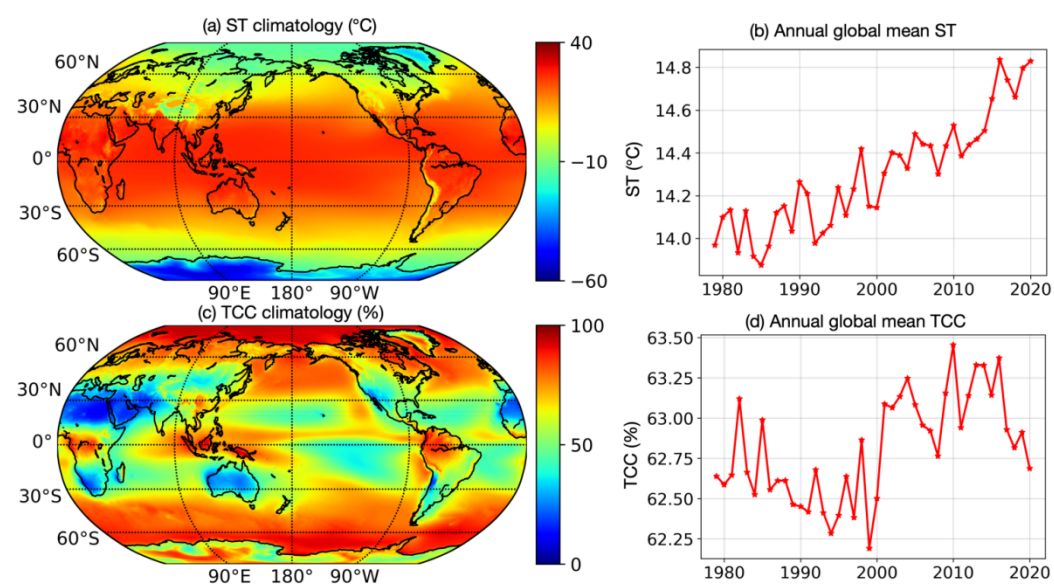 (a) ST climatology (°C)
60°N
30°N
0°
30°S
60°S
90°E 180° 90°W
40
−10
−60
(b) Annual global mean ST
ST (°C)
14.8
14.6
14.4
14.2
14.0
1980 1990 2000 2010 2020
(c) TCC climatology (%)
60°N
30°N
0°
30°S
60°S
90°E 180° 90°W
100
50
0
(d) Annual global mean TCC
TCC (%)
63.50
63.25
63.00
62.75
62.50
62.25
1980 1990 2000 2010 2020